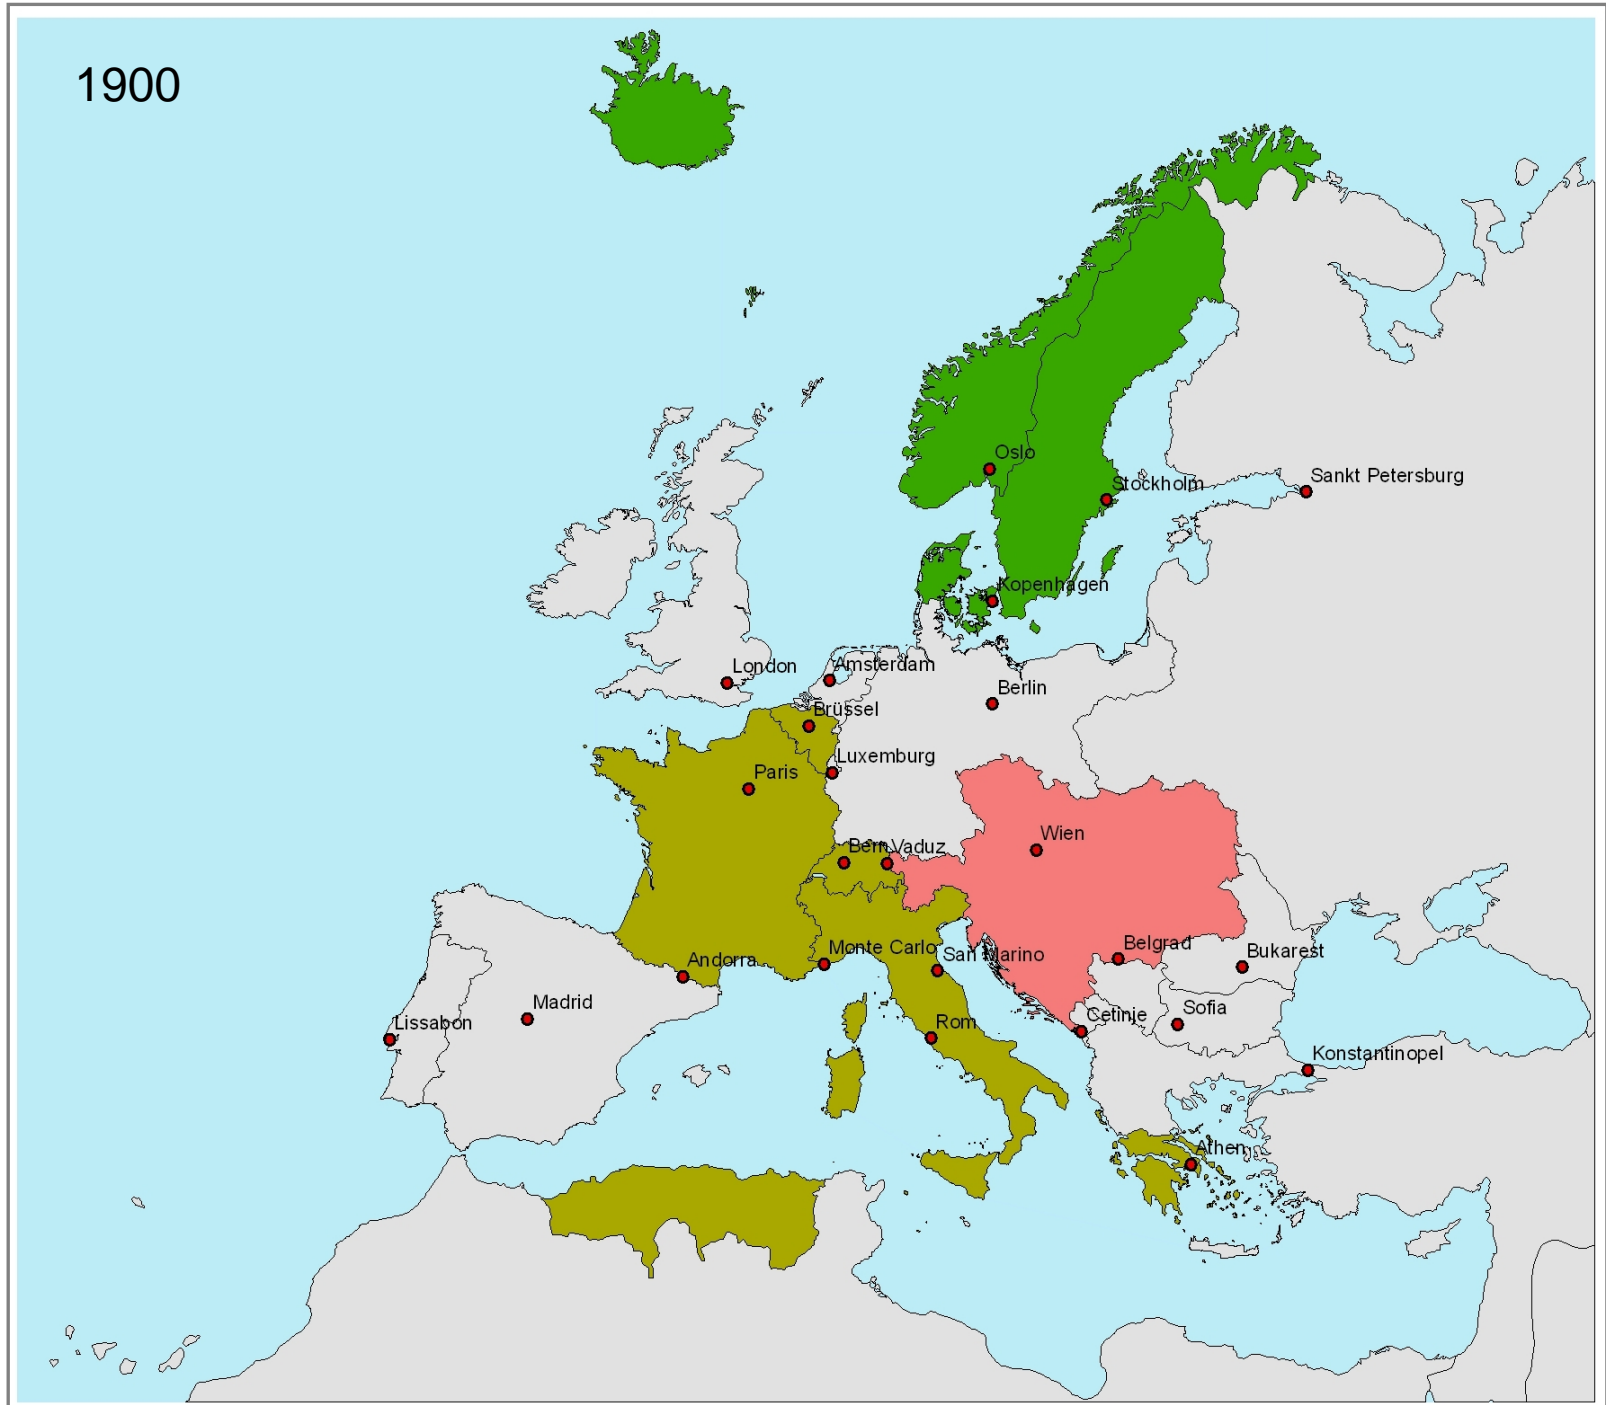 1900
Oslo
Sankt Petersburg
Stockholm
Kopenhagen
London
Amsterdam
Berlin
Brüssel
Luxemburg
Paris
Wien
Bern
Vaduz
Belgrad
Monte Carlo
San Marino
Bukarest
Andorra
Madrid
Lissabon
Rom
Cetinje
Sofia
Konstantinopel
Athen